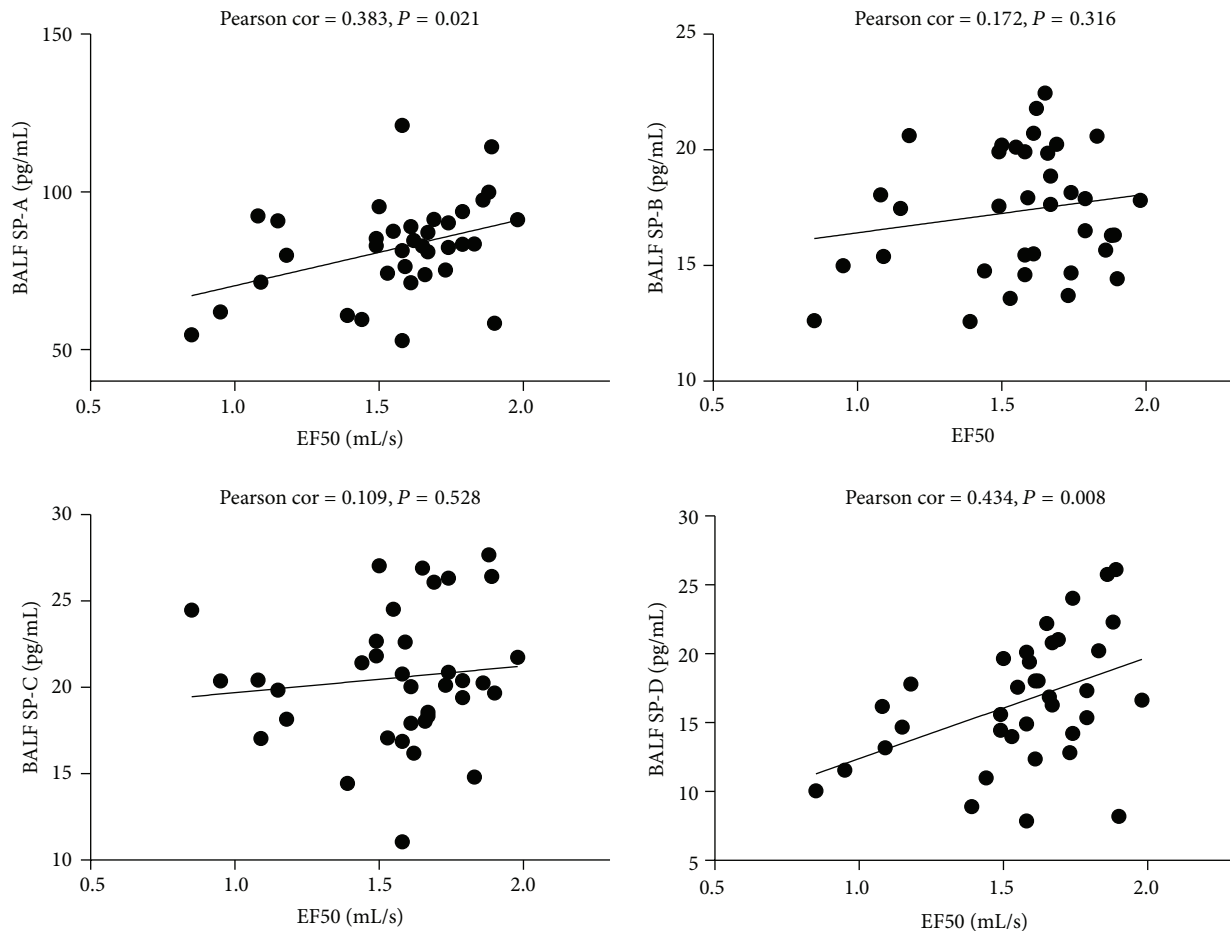 Pearson cor = 0.383, P = 0.021
150
100
50
BALF SP-A (pg/mL)
0.5 1.0 1.5 2.0
EF50 (mL/s)
Pearson cor = 0.172, P = 0.316
25
20
15
10
BALF SP-B (pg/mL)
0.5 1.0 1.5 2.0
EF50
Pearson cor = 0.109, P = 0.528
30
25
20
15
10
BALF SP-C (pg/mL)
0.5 1.0 1.5 2.0
EF50 (mL/s)
Pearson cor = 0.434, P = 0.008
30
25
20
15
10
5
BALF SP-D (pg/mL)
0.5 1.0 1.5 2.0
EF50 (mL/s)